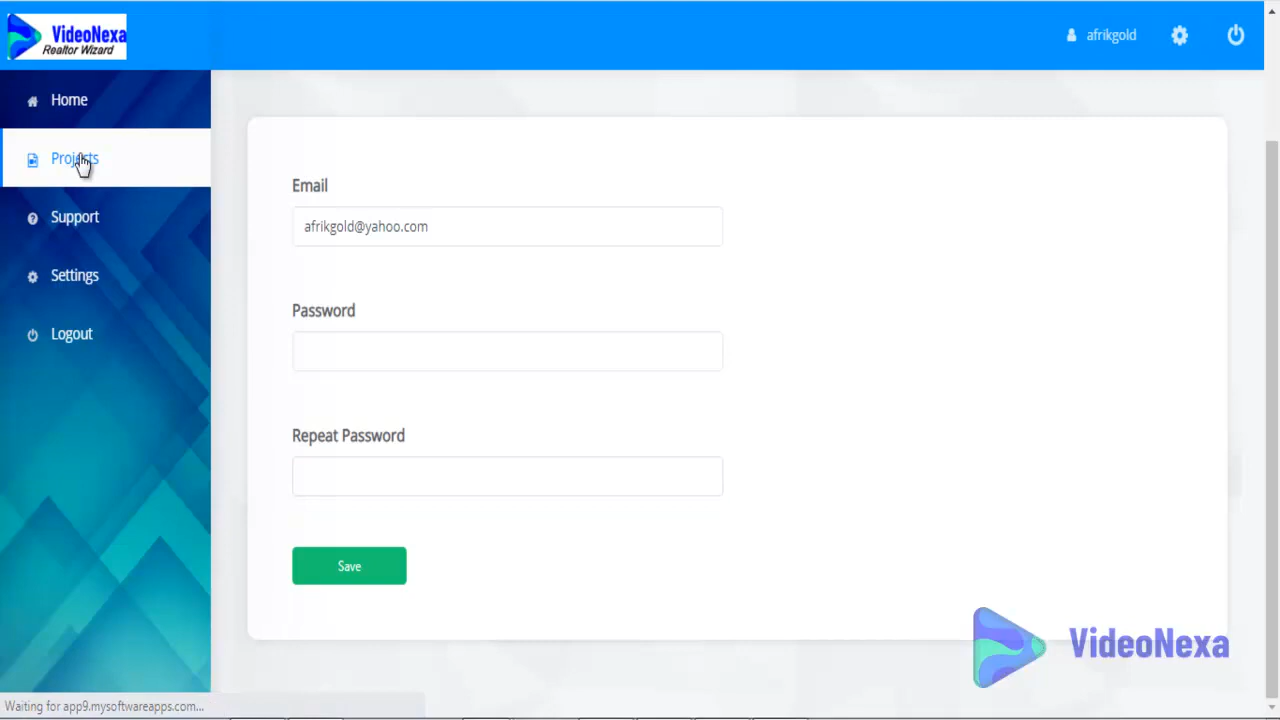 VideoNexa
Realtor Wizard
afrikgold
Home
Projects
Support
Settings
Logout
Email
afrikgold@yahoo.com
Password
Repeat Password
Save
VideoNexa
Waiting for app9.mysoftwareapps.com...